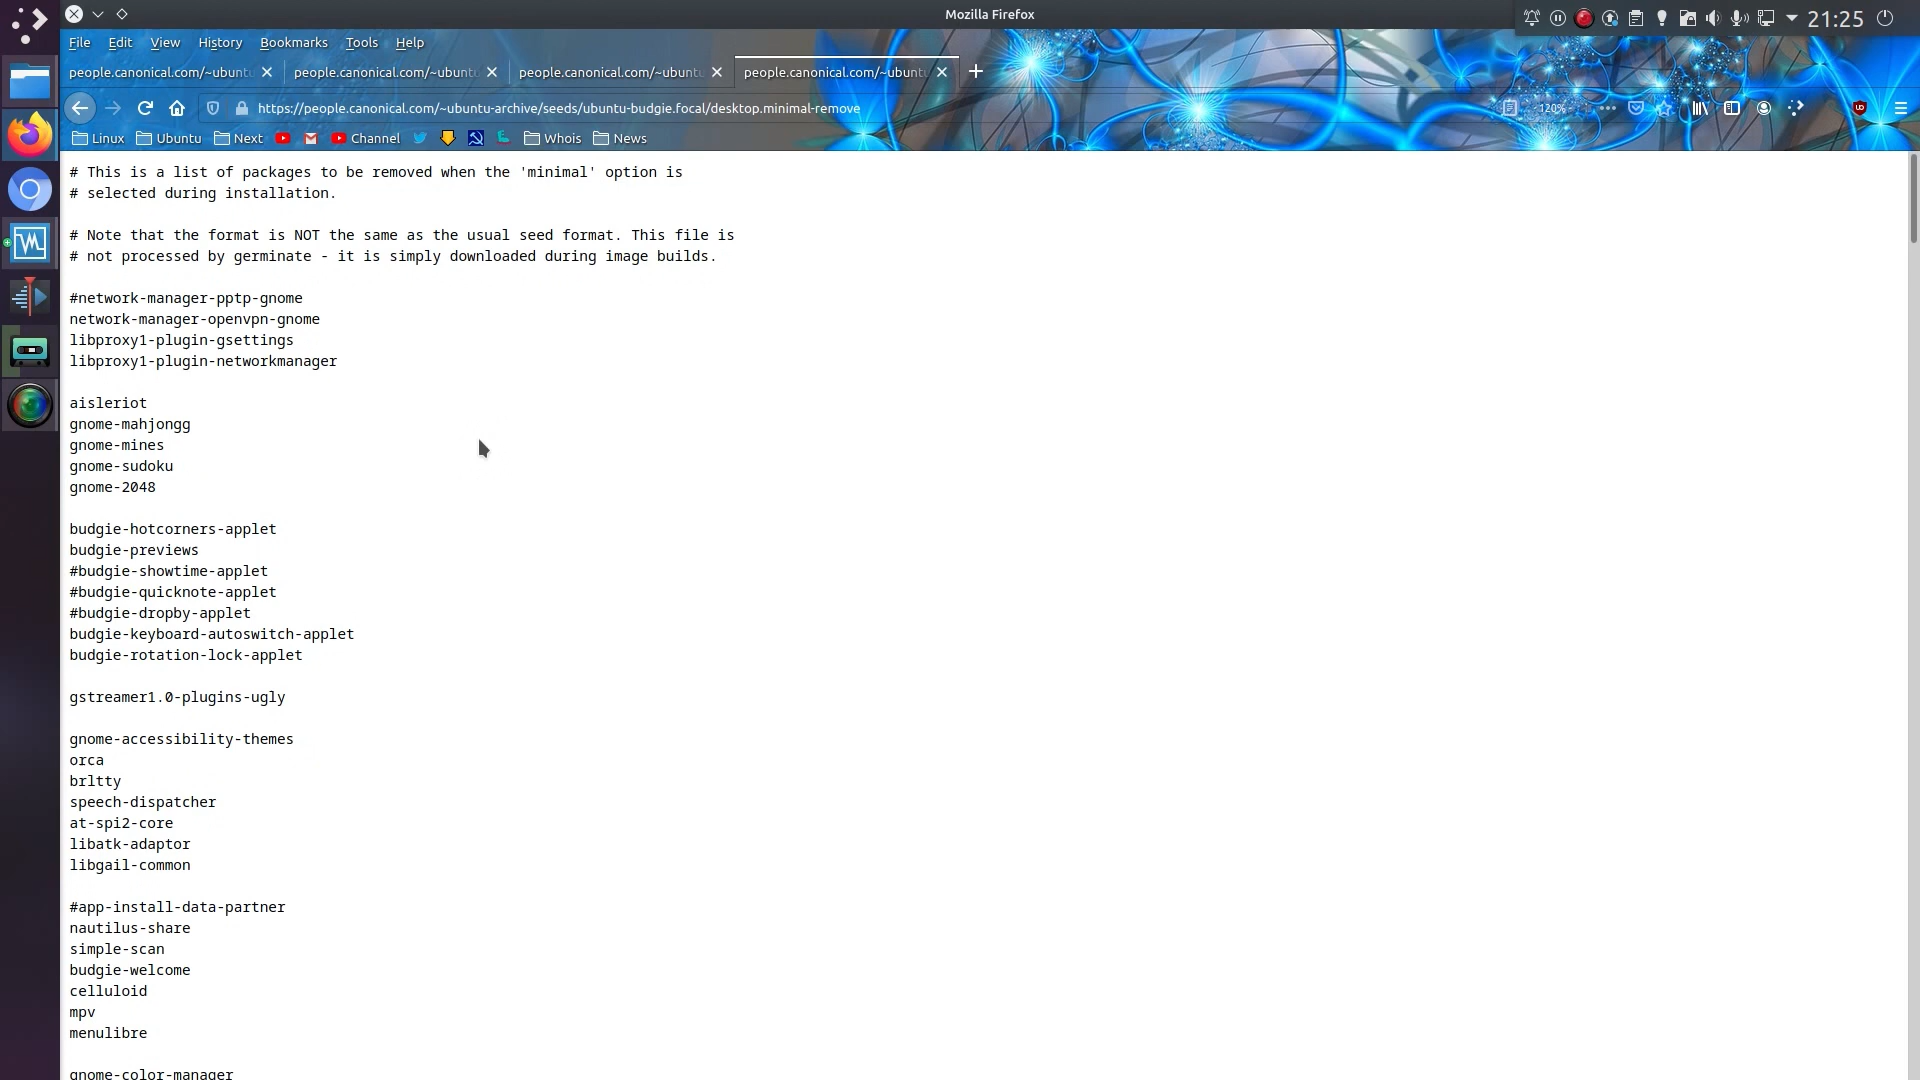 Mozilla Firefox
21:25
File Edit View History Bookmarks Tools Help
people.canonical.com/~ubuntu people.canonical.com/~ubuntu people.canonical.com/~ubuntu people.canonical.com/~ubuntu
https://people.canonical.com/~ubuntu-archive/seeds/ubuntu-budgie.focal/desktop.minimal-remove 120%
Linux Ubuntu Next Channel Whois News
# This is a list of packages to be removed when the 'minimal' option is
# selected during installation.
# Note that the format is NOT the same as the usual seed format. This file is
# not processed by germinate - it is simply downloaded during image builds.
#network-manager-pptp-gnome
network-manager-openvpn-gnome
libproxy1-plugin-gsettings
libproxy1-plugin-networkmanager
aisleriot
gnome-mahjongg
gnome-mines
gnome-sudoku
gnome-2048
budgie-hotcorners-applet
budgie-previews
#budgie-showtime-applet
#budgie-quicknote-applet
#budgie-dropby-applet
budgie-keyboard-autoswitch-applet
budgie-rotation-lock-applet
gstreamer1.0-plugins-ugly
gnome-accessibility-themes
orca
brltty
speech-dispatcher
at-spi2-core
libatk-adaptor
libgail-common
#app-install-data-partner
nautilus-share
simple-scan
budgie-welcome
celluloid
mpv
menulibre
gnome-color-manager